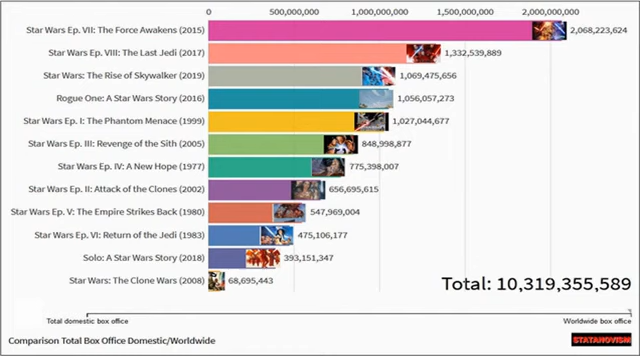 0 500,000,000 1,000,000,000 1,500,000,000 2,000,000,000
Star Wars Ep. VII: The Force Awakens (2015) 2,068,223,624
Star Wars Ep. VIII: The Last Jedi (2017) 1,332,539,889
Star Wars: The Rise of Skywalker (2019) 1,069,475,656
Rogue One: A Star Wars Story (2016) 1,056,057,273
Star Wars Ep. I: The Phantom Menace (1999) 1,027,044,677
Star Wars Ep. III: Revenge of the Sith (2005) 848,998,877
Star Wars Ep. IV: A New Hope (1977) 775,398,007
Star Wars Ep. II: Attack of the Clones (2002) 656,695,615
Star Wars Ep. V: The Empire Strikes Back (1980) 547,969,004
Star Wars Ep. VI: Return of the Jedi (1983) 475,106,177
Solo: A Star Wars Story (2018) 393,151,347
Star Wars: The Clone Wars (2008) 68,695,443
Total: 10,319,355,589
Total domestic box office Worldwide box office
Comparison Total Box Office Domestic/Worldwide STATANOVISM